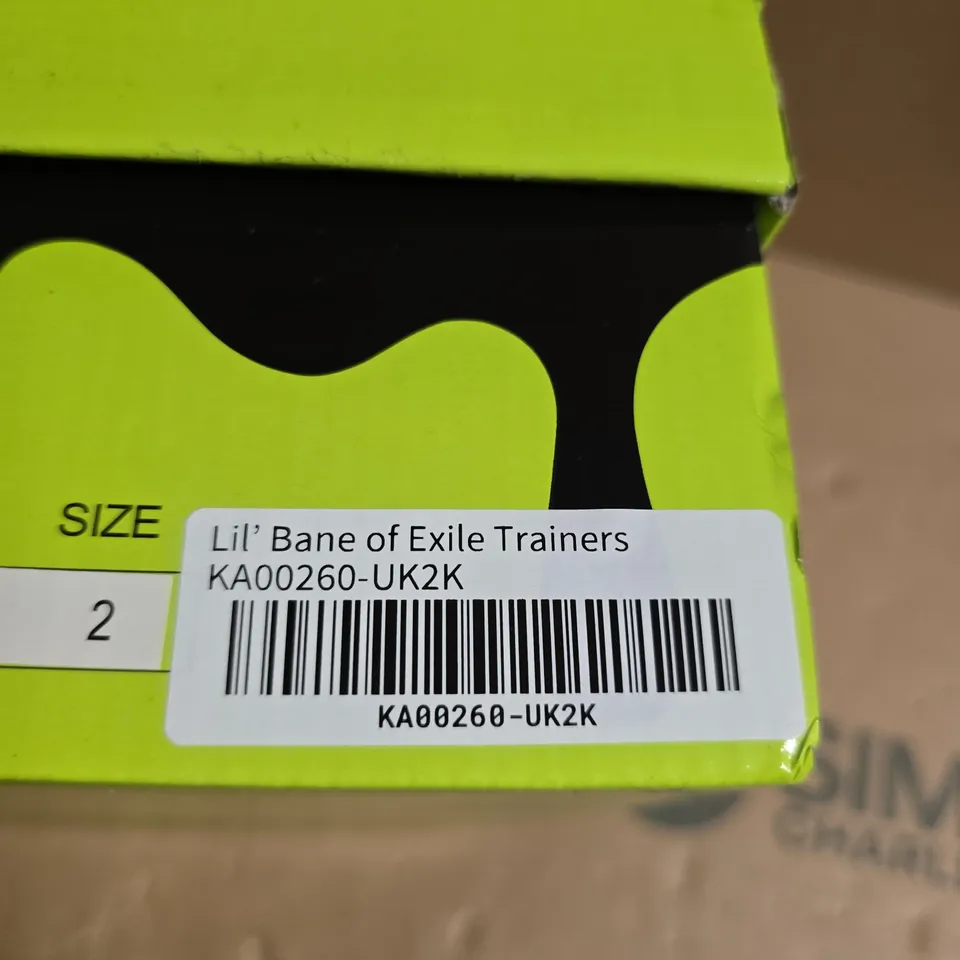 SIZE
2
Lil’ Bane of Exile Trainers
KA00260-UK2K
KA00260-UK2K